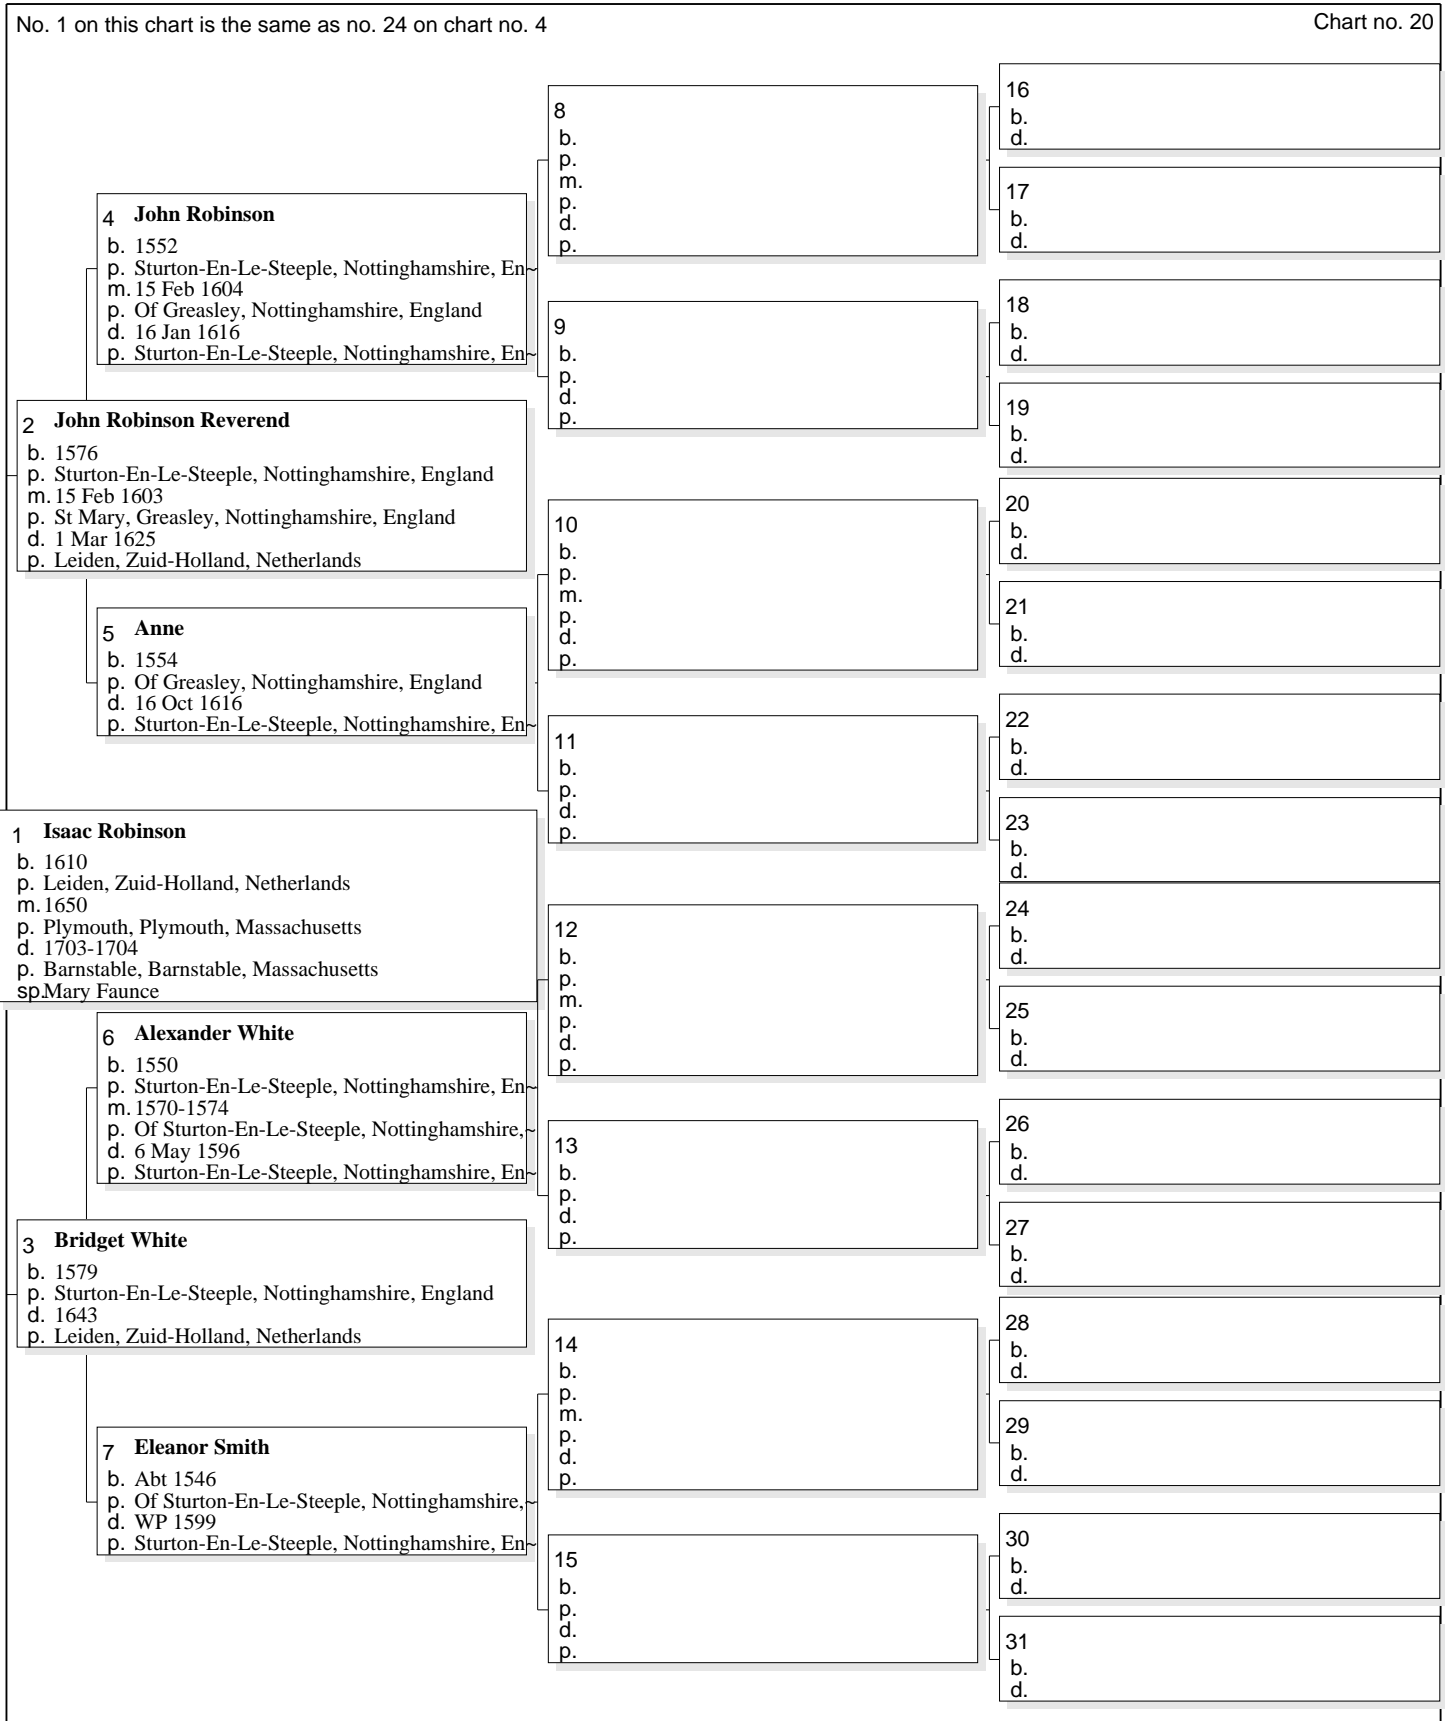 No. 1 on this chart is the same as no. 24 on chart no. 4
Chart no. 20
1 Isaac Robinson
b. 1610
p. Leiden, Zuid-Holland, Netherlands
m. 1650
p. Plymouth, Plymouth, Massachusetts
d. 1703-1704
p. Barnstable, Barnstable, Massachusetts
sp. Mary Faunce
2 John Robinson Reverend
b. 1576
p. Sturton-En-Le-Steeple, Nottinghamshire, England
m. 15 Feb 1603
p. St Mary, Greasley, Nottinghamshire, England
d. 1 Mar 1625
p. Leiden, Zuid-Holland, Netherlands
3 Bridget White
b. 1579
p. Sturton-En-Le-Steeple, Nottinghamshire, England
d. 1643
p. Leiden, Zuid-Holland, Netherlands
4 John Robinson
b. 1552
p. Sturton-En-Le-Steeple, Nottinghamshire, En~
m. 15 Feb 1604
p. Of Greasley, Nottinghamshire, England
d. 16 Jan 1616
p. Sturton-En-Le-Steeple, Nottinghamshire, En~
5 Anne
b. 1554
p. Of Greasley, Nottinghamshire, England
d. 16 Oct 1616
p. Sturton-En-Le-Steeple, Nottinghamshire, En~
6 Alexander White
b. 1550
p. Sturton-En-Le-Steeple, Nottinghamshire, En~
m. 1570-1574
p. Of Sturton-En-Le-Steeple, Nottinghamshire,~
d. 6 May 1596
p. Sturton-En-Le-Steeple, Nottinghamshire, En~
7 Eleanor Smith
b. Abt 1546
p. Of Sturton-En-Le-Steeple, Nottinghamshire,~
d. WP 1599
p. Sturton-En-Le-Steeple, Nottinghamshire, En~
8
b.
p.
m.
p.
d.
p.
9
b.
p.
d.
p.
10
b.
p.
m.
p.
d.
p.
11
b.
p.
d.
p.
12
b.
p.
m.
p.
d.
p.
13
b.
p.
d.
p.
14
b.
p.
m.
p.
d.
p.
15
b.
p.
d.
p.
16
b.
d.
17
b.
d.
18
b.
d.
19
b.
d.
20
b.
d.
21
b.
d.
22
b.
d.
23
b.
d.
24
b.
d.
25
b.
d.
26
b.
d.
27
b.
d.
28
b.
d.
29
b.
d.
30
b.
d.
31
b.
d.